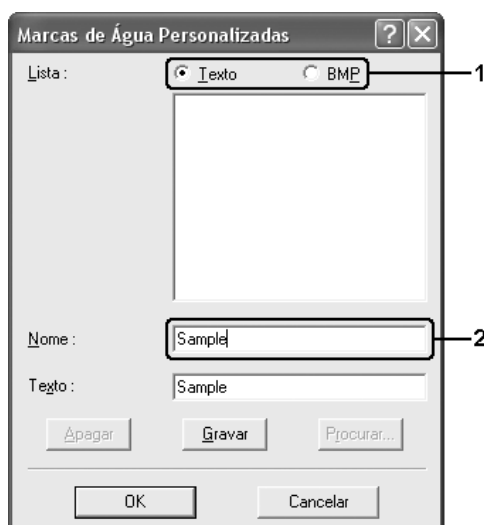 Marcas de Água Personalizadas
Lista : Texto BMP 1
Nome : Sample 2
Texto : Sample
Apagar Gravar Procurar...
OK Cancelar